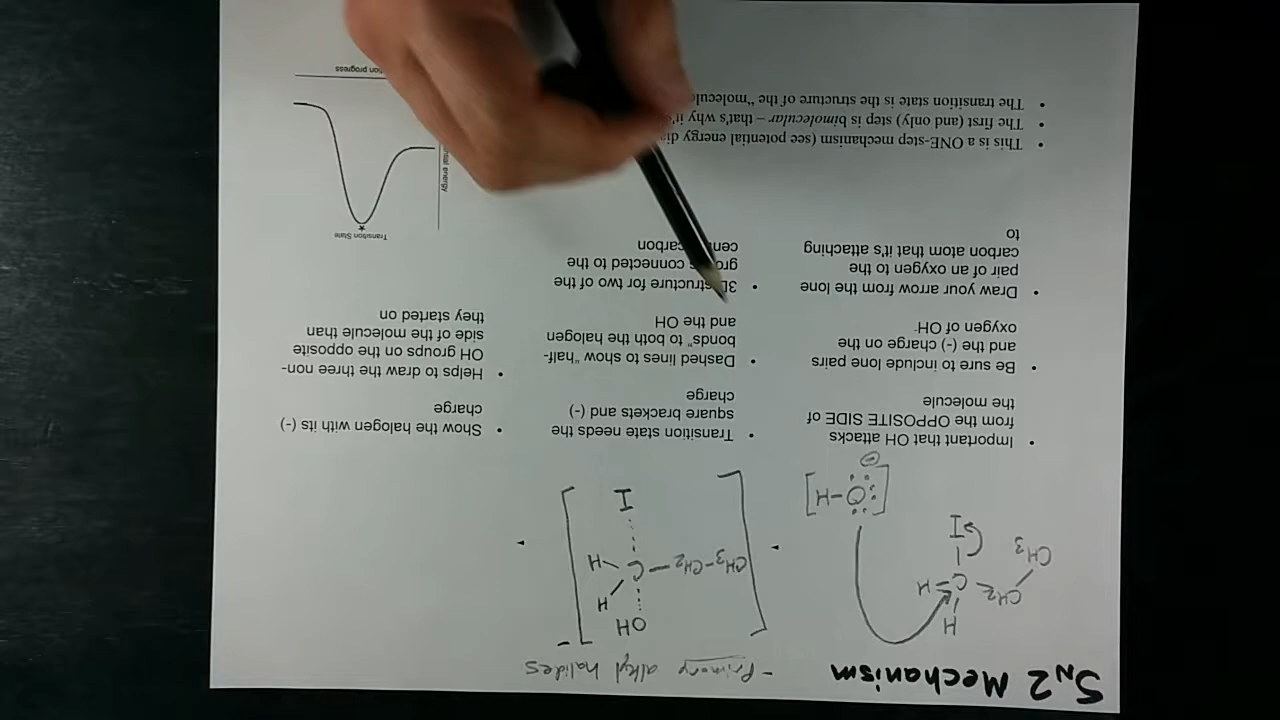 SN2 Mechanism
- Primary alkyl halides
H
CH2 - C - H
CH3
I
[:O-H]
⊖
OH
H
CH3-CH2 - C - H
I
-
• Important that OH attacks
from the OPPOSITE SIDE of
the molecule
• Be sure to include lone pairs
and the (-) charge on the
oxygen of OH-
• Draw your arrow from the lone
pair of an oxygen to the
carbon atom that it's attaching
to
• Transition state needs the
square brackets and (-)
charge
• Dashed lines to show "half-
bonds" to both the halogen
and the OH
• structure for two of the
connected to the
carbon
• Show the halogen with its (-)
charge
• Helps to draw the three non-
OH groups on the opposite
side of the molecule than
they started on
• This is a ONE-step mechanism (see potential energy
• The first (and only) step is bimolecular – that's why
• The transition state is the structure of the
Transition State
energy
progress